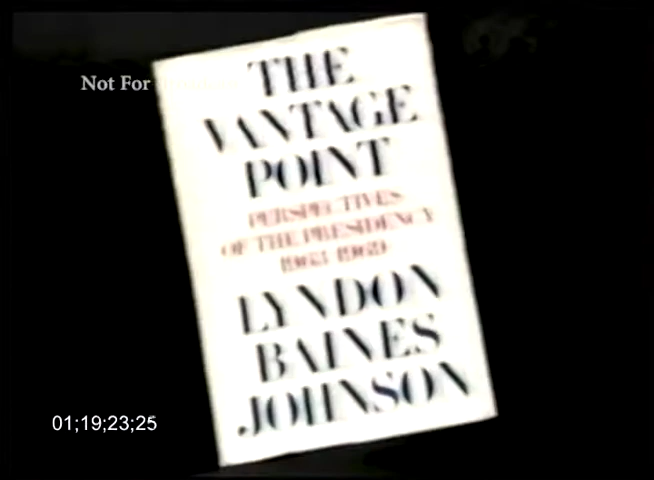 Not For
THE
VANTAGE
POINT
PERSPECTIVES
OF THE PRESIDENCY
1963-1969
LYNDON
BAINES
JOHNSON
01;19;23;25